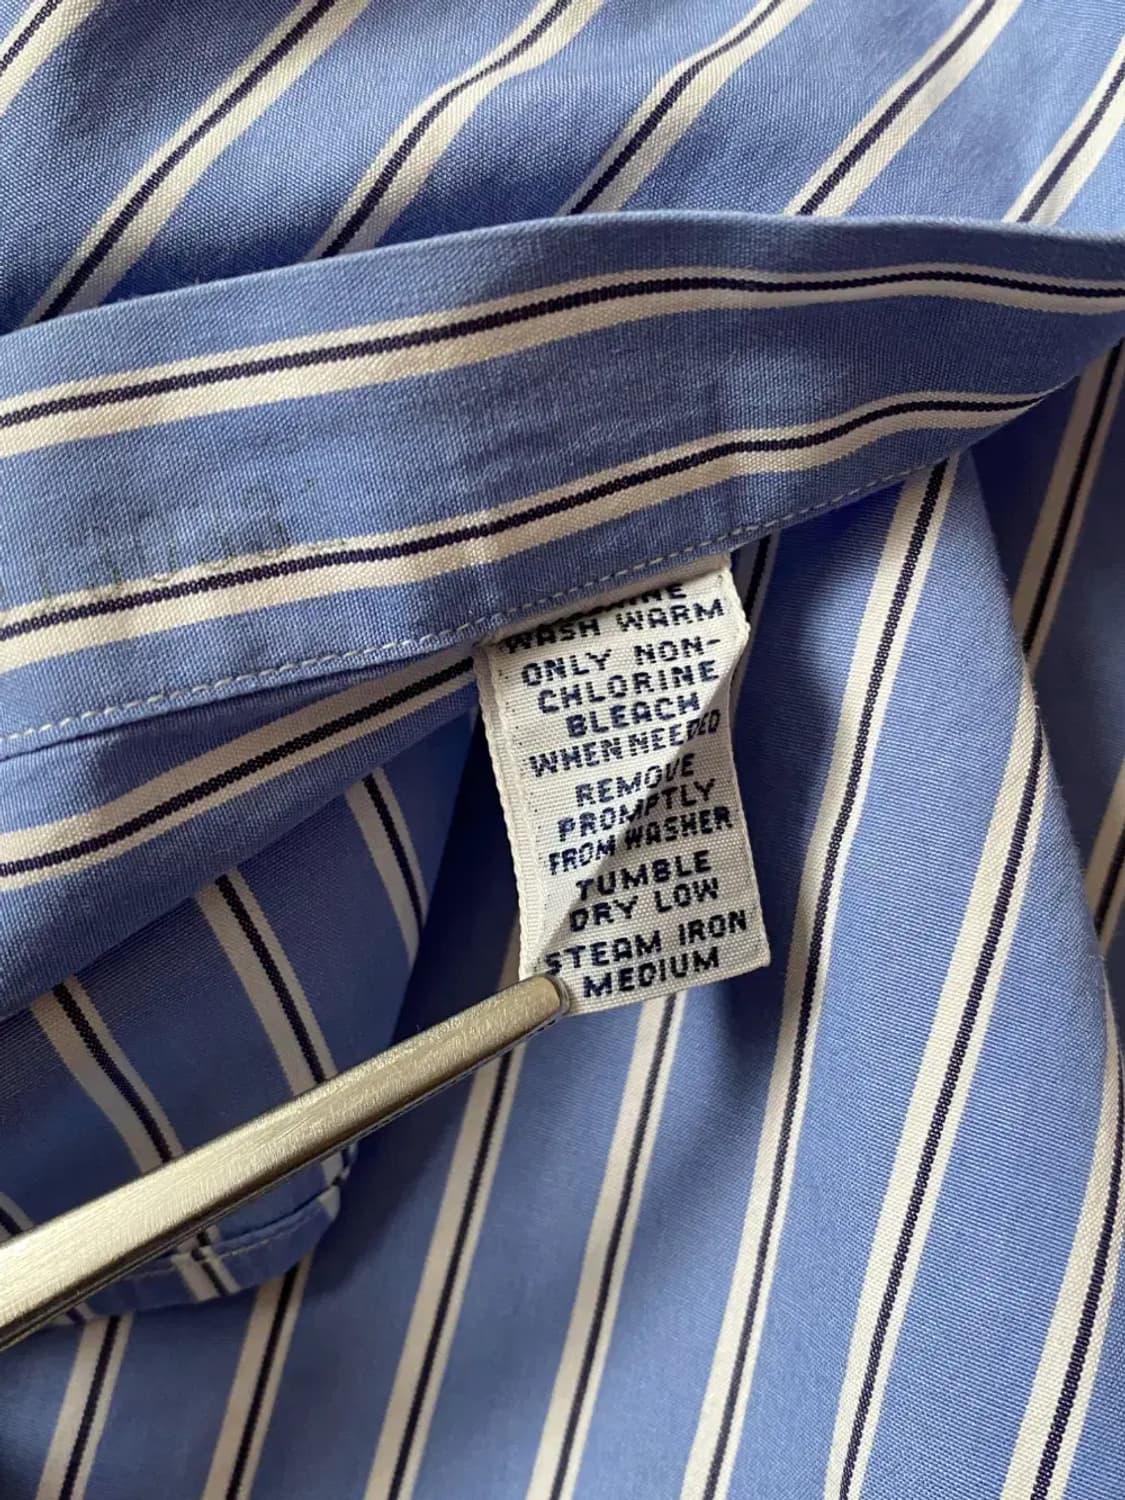 WASH WARM
ONLY NON-
CHLORINE
BLEACH
WHEN NEEDED
REMOVE
PROMPTLY
FROM WASHER
TUMBLE
DRY LOW
STEAM IRON
MEDIUM